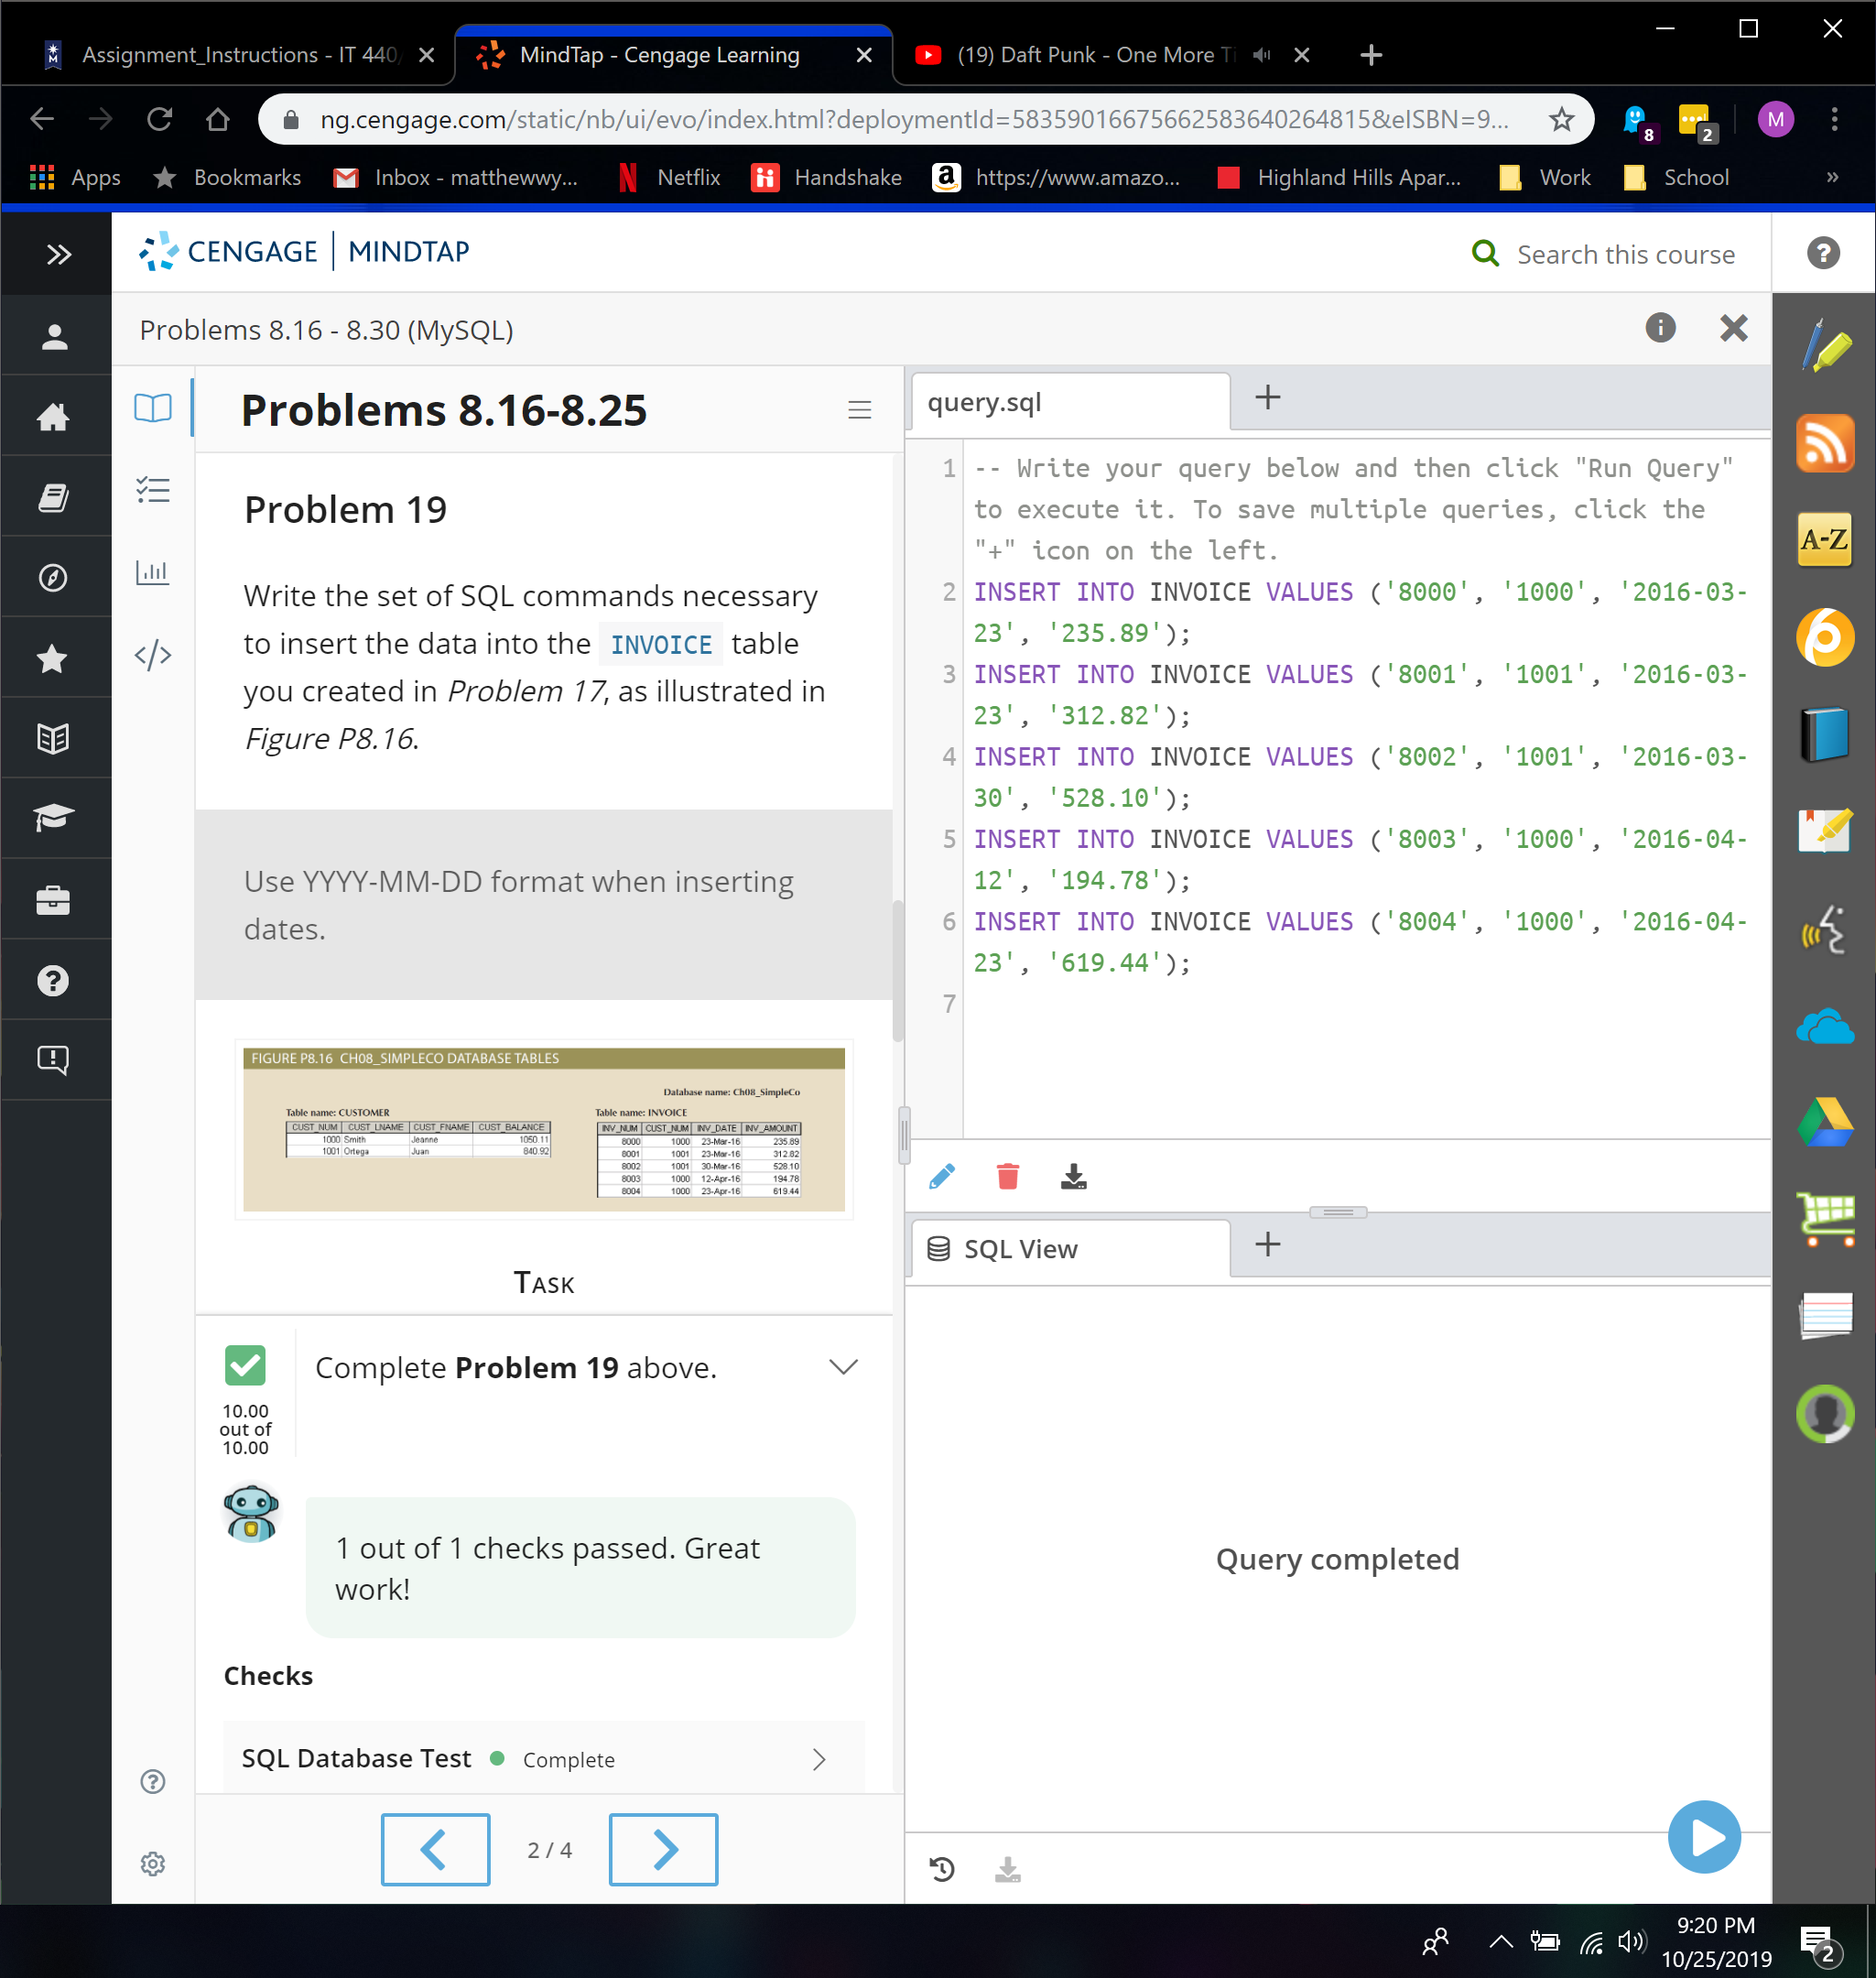 Assignment_Instructions - IT 440
MindTap - Cengage Learning
(19) Daft Punk - One More Ti
ng.cengage.com/static/nb/ui/evo/index.html?deploymentId=5835901667566258364026​4815&eISBN=9...
8
2
M
Apps
Bookmarks
Inbox - matthewwy...
Netflix
Handshake
https://www.amazo...
Highland Hills Apar...
Work
School
»
CENGAGE | MINDTAP
Search this course
Problems 8.16 - 8.30 (MySQL)
Problems 8.16-8.25
Problem 19
Write the set of SQL commands necessary
to insert the data into the INVOICE table
you created in Problem 17, as illustrated in
Figure P8.16.
Use YYYY-MM-DD format when inserting
dates.
FIGURE P8.16 CH08_SIMPLECO DATABASE TABLES
Database name: Ch08_SimpleCo
Table name: CUSTOMER
CUST_NUM CUST_LNAME CUST_FNAME CUST_BALANCE
1000 Smith Jeanne 1050.11
1001 Ortega Juan 840.92
Table name: INVOICE
INV_NUM CUST_NUM INV_DATE INV_AMOUNT
8000 1000 23-Mar-16 235.89
8001 1001 23-Mar-16 312.82
8002 1001 30-Mar-16 528.10
8003 1000 12-Apr-16 194.78
8004 1000 23-Apr-16 619.44
TASK
Complete Problem 19 above.
10.00
out of
10.00
1 out of 1 checks passed. Great
work!
Checks
SQL Database Test Complete
2 / 4
query.sql
1 -- Write your query below and then click "Run Query"
to execute it. To save multiple queries, click the
"+" icon on the left.
2 INSERT INTO INVOICE VALUES ('8000', '1000', '2016-03-
23', '235.89');
3 INSERT INTO INVOICE VALUES ('8001', '1001', '2016-03-
23', '312.82');
4 INSERT INTO INVOICE VALUES ('8002', '1001', '2016-03-
30', '528.10');
5 INSERT INTO INVOICE VALUES ('8003', '1000', '2016-04-
12', '194.78');
6 INSERT INTO INVOICE VALUES ('8004', '1000', '2016-04-
23', '619.44');
7
SQL View
Query completed
A-Z
9:20 PM
10/25/2019
2